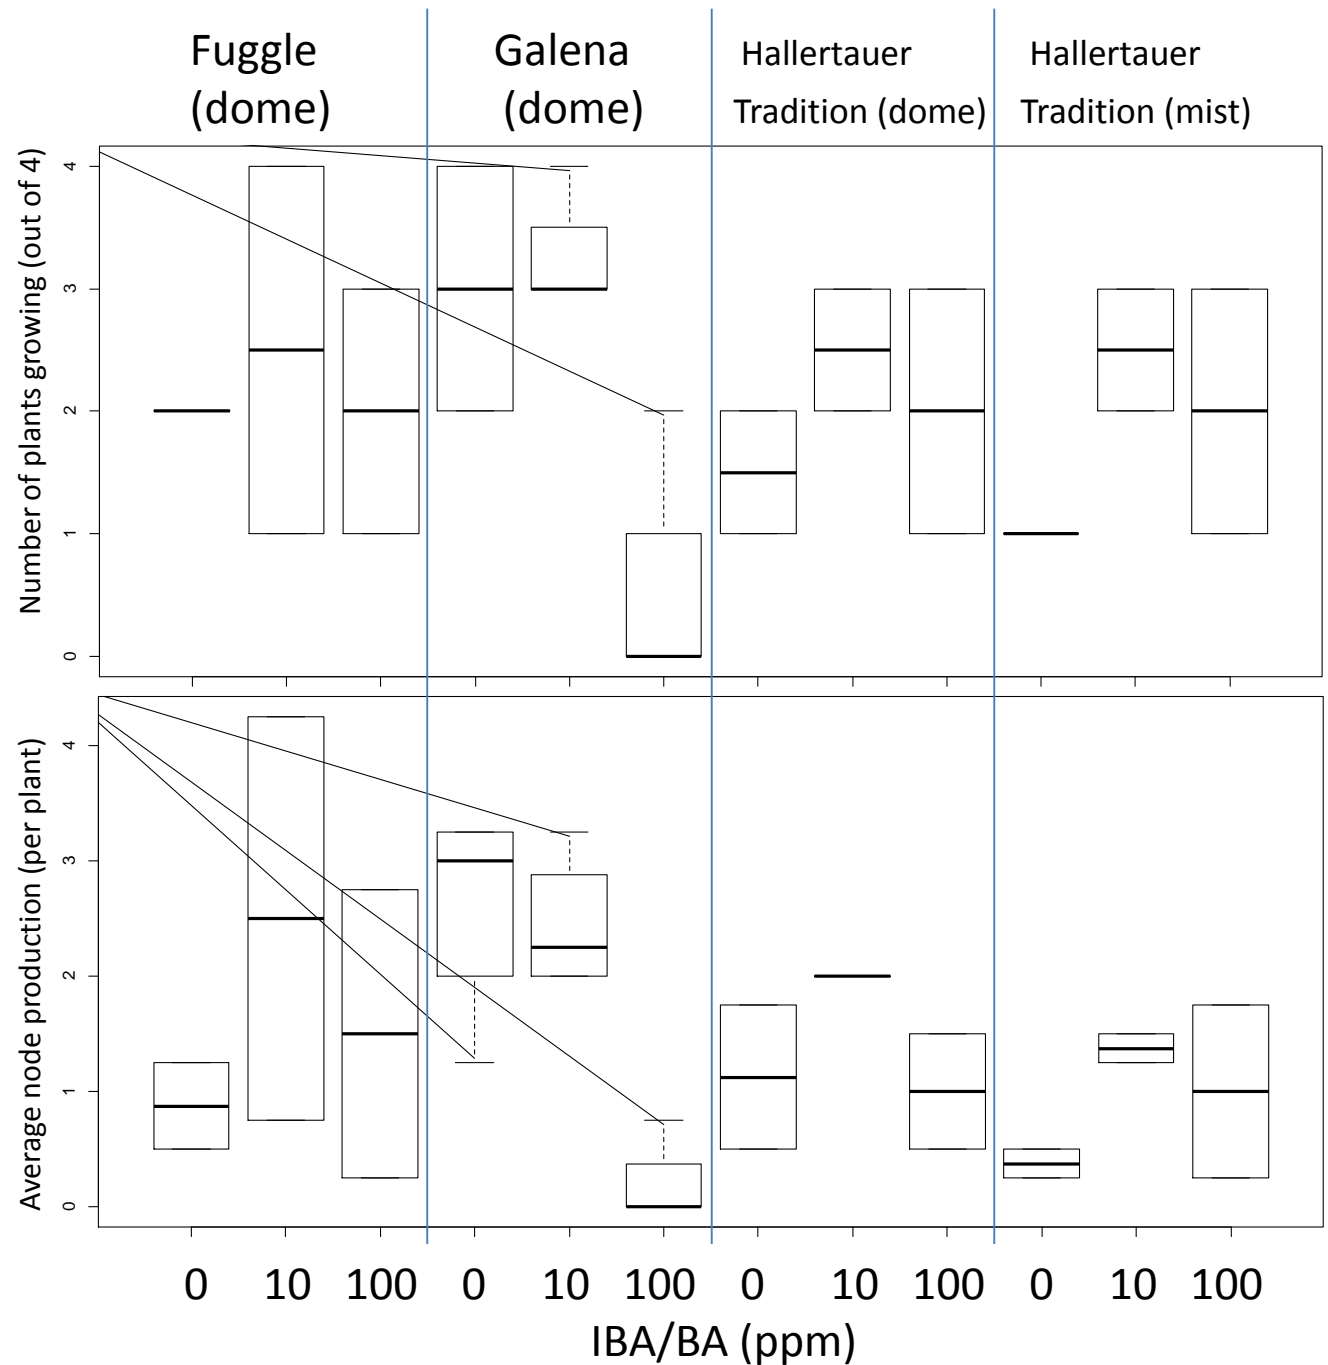 Fuggle
(dome)
Galena
(dome)
Hallertauer
Tradition (dome)
Hallertauer
Tradition (mist)
Number of plants growing (out of 4)
4
3
2
1
0
Average node production (per plant)
4
3
2
1
0
0 10 100 0 10 100 0 10 100 0 10 100
IBA/BA (ppm)